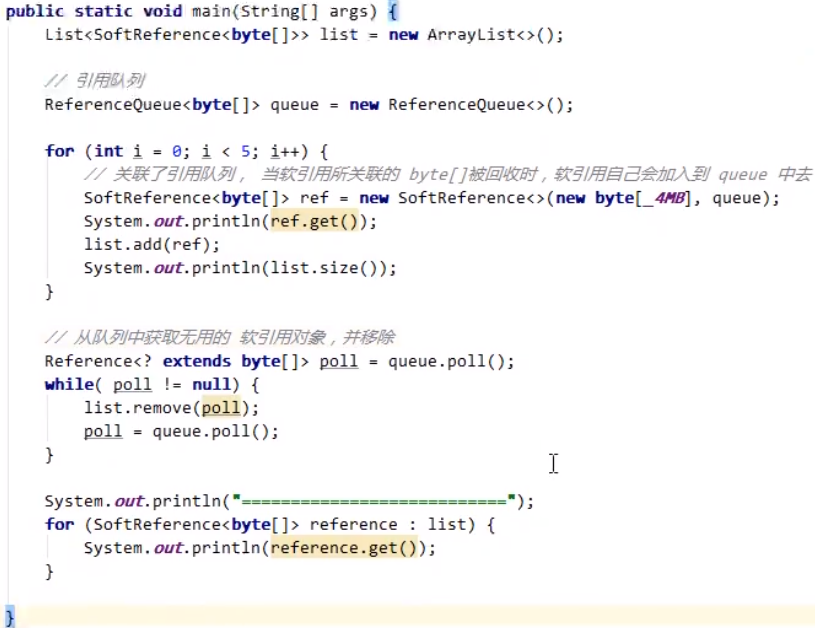 public static void main(String[] args) {
    List<SoftReference<byte[]>> list = new ArrayList<>();
    // 引用队列
    ReferenceQueue<byte[]> queue = new ReferenceQueue<>();
    for (int i = 0; i < 5; i++) {
        // 关联了引用队列， 当软引用所关联的 byte[]被回收时，软引用自己会加入到 queue 中去
        SoftReference<byte[]> ref = new SoftReference<>(new byte[_4MB], queue);
        System.out.println(ref.get());
        list.add(ref);
        System.out.println(list.size());
    }
    // 从队列中获取无用的 软引用对象，并移除
    Reference<? extends byte[]> poll = queue.poll();
    while( poll != null) {
        list.remove(poll);
        poll = queue.poll();
    }
    System.out.println("===========================");
    for (SoftReference<byte[]> reference : list) {
        System.out.println(reference.get());
    }
}